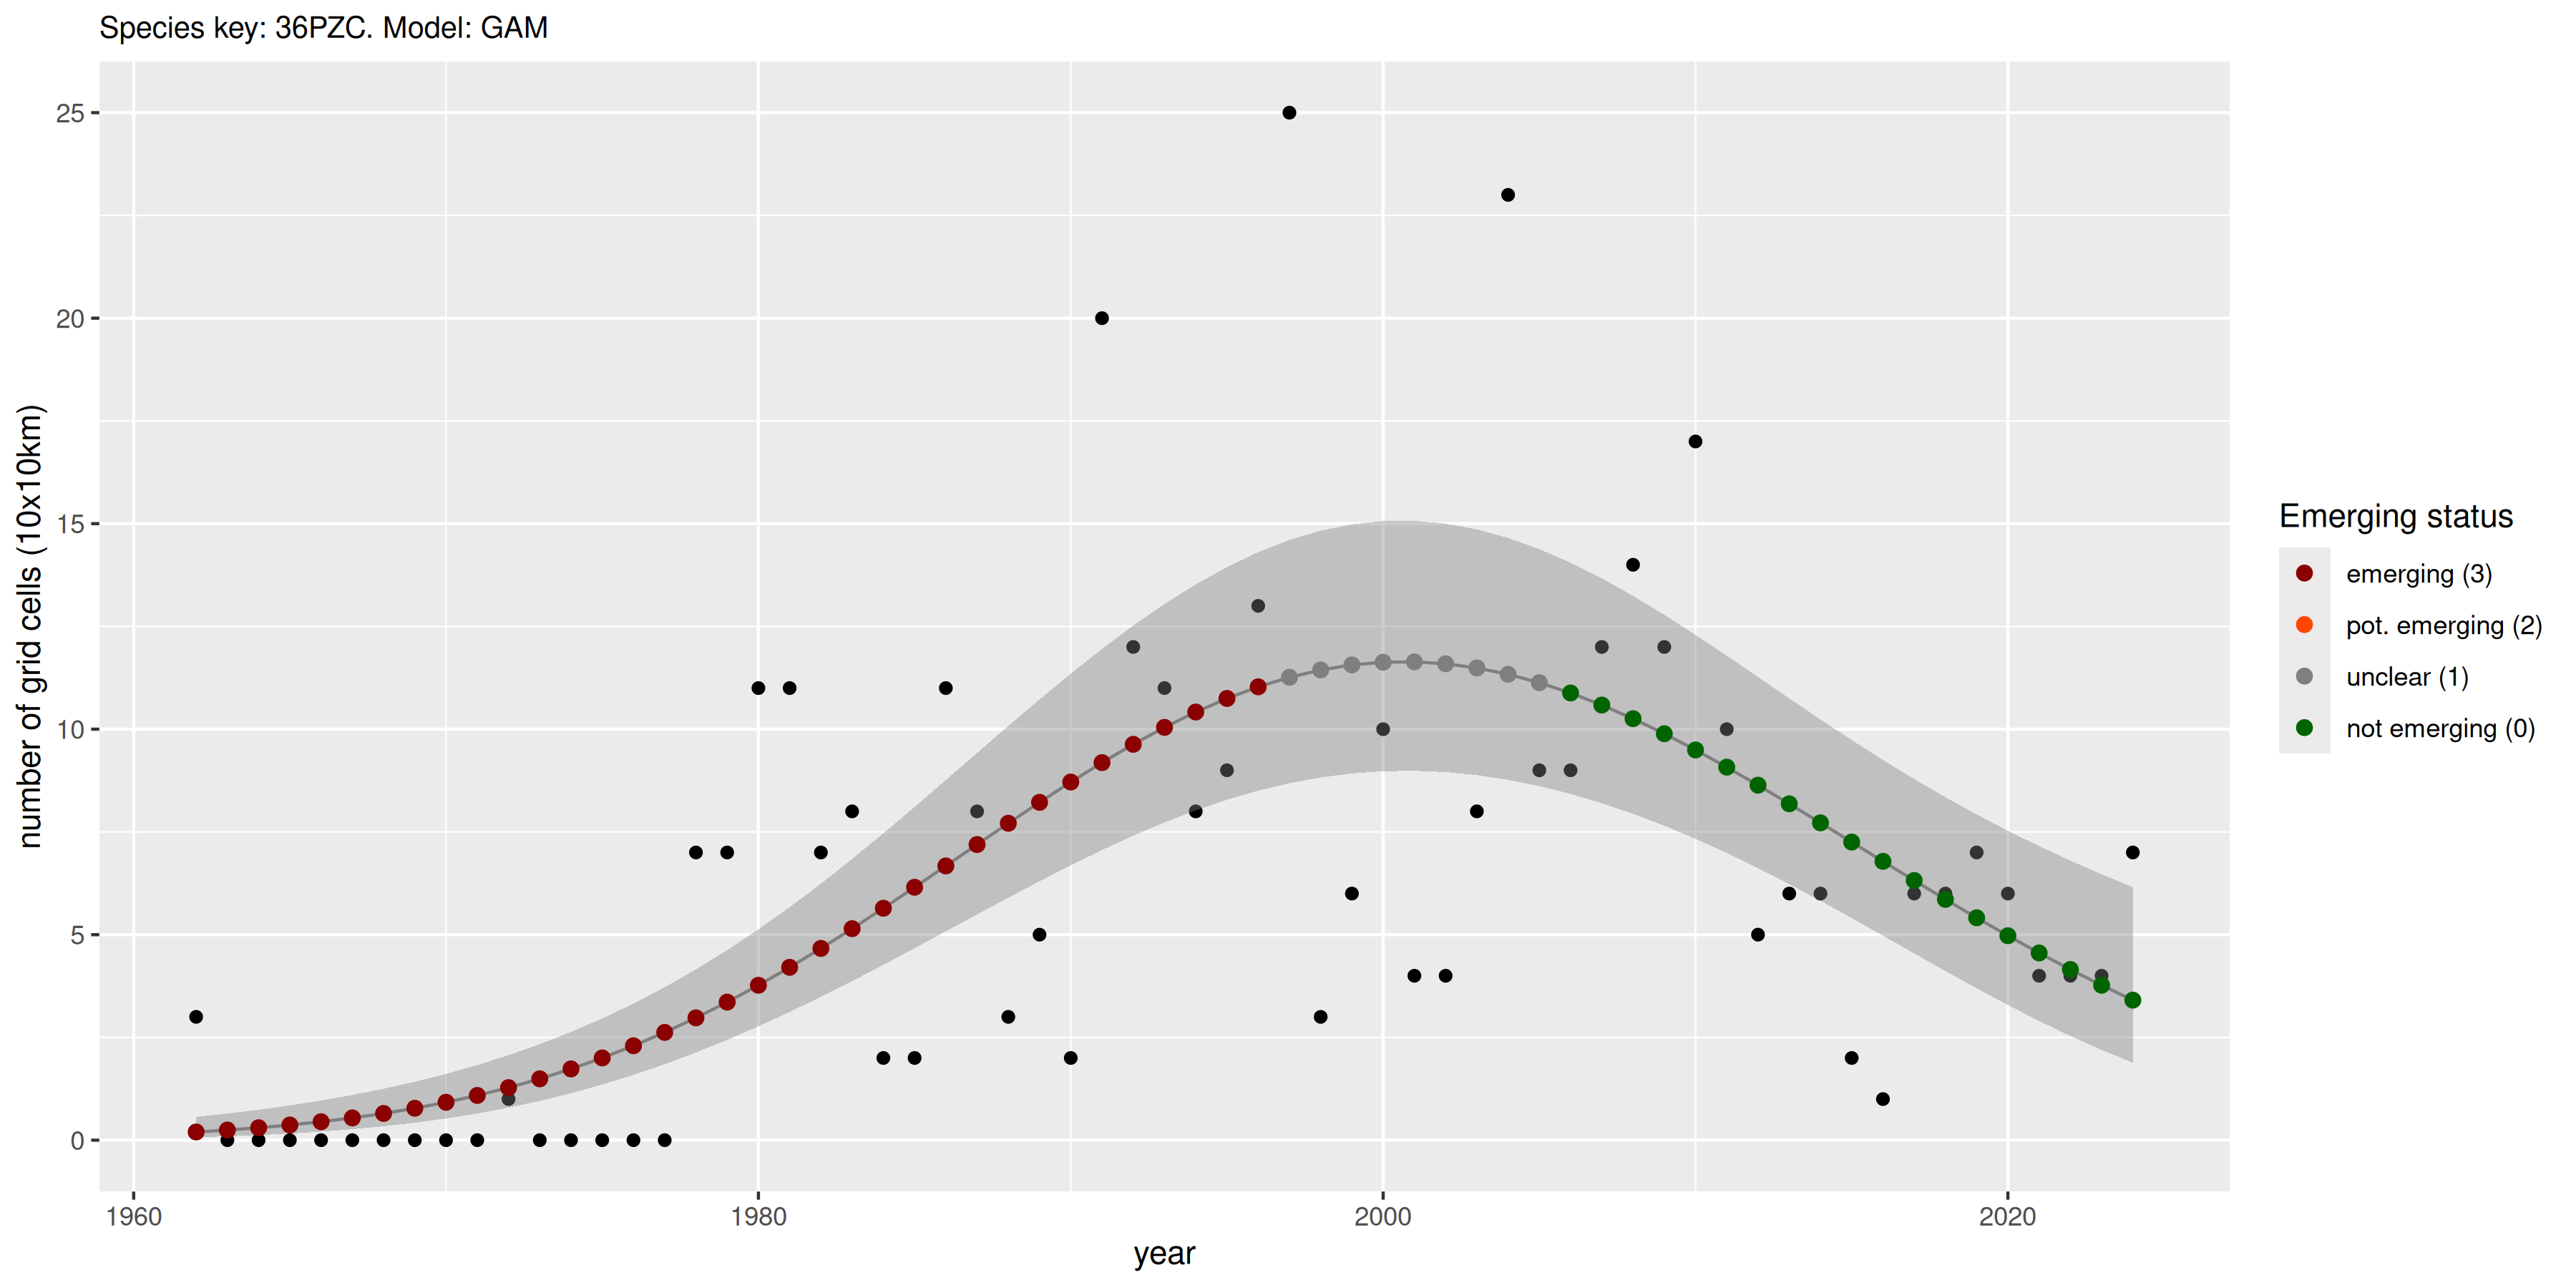 Species key: 36PZC. Model: GAM
25
20
15
10
5
0
number of grid cells (10x10km)
1960
1980
2000
2020
year
Emerging status
emerging (3)
pot. emerging (2)
unclear (1)
not emerging (0)